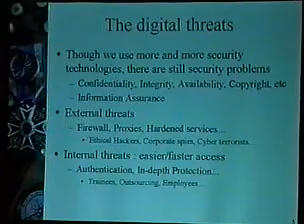 The digital threats
• Though we use more and more security
technologies, there are still security problems
– Confidentiality, Integrity, Availability, Copyright, etc
– Information Assurance
• External threats
– Firewall, Proxies, Hardened services...
• Ethical Hackers, Corporate spies, Cyber terrorists...
• Internal threats : easier/faster access
– Authentication, In-depth Protection...
• Trainees, Outsourcing, Employees...